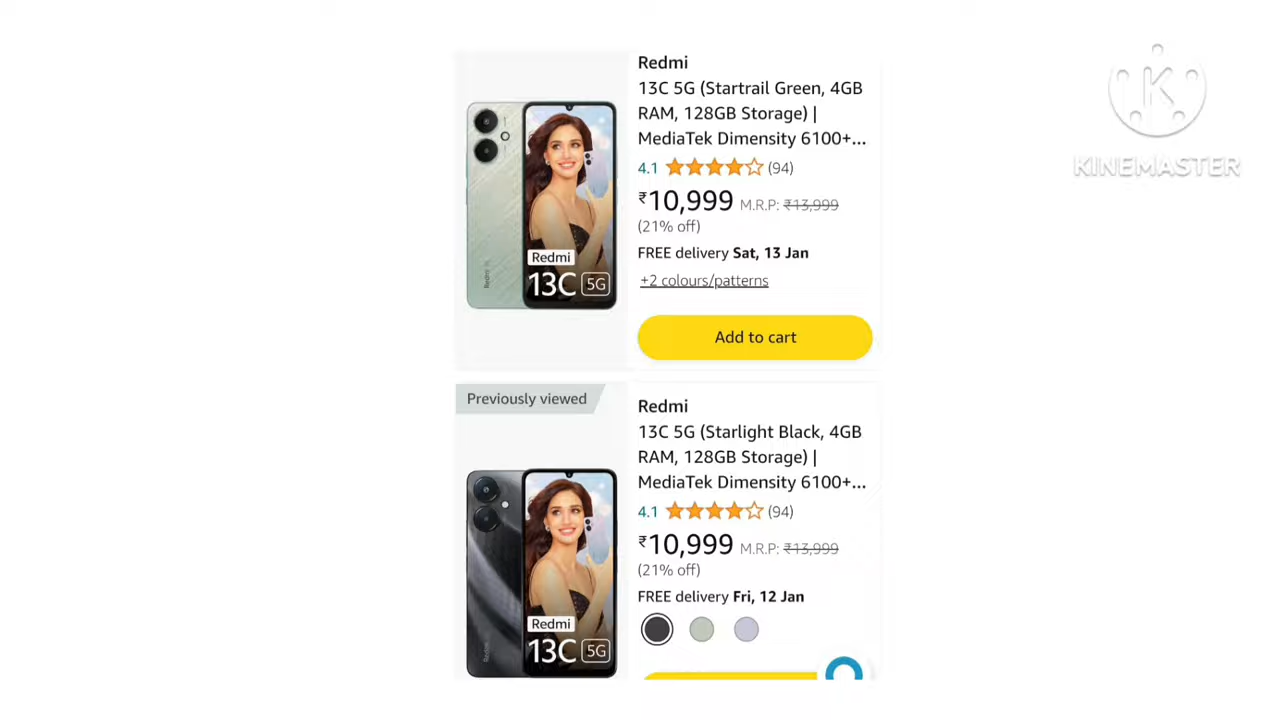 Redmi
13C 5G (Startrail Green, 4GB
RAM, 128GB Storage) |
MediaTek Dimensity 6100+...
4.1 (94)
₹10,999 M.R.P: ₹13,999
(21% off)
FREE delivery Sat, 13 Jan
+2 colours/patterns
Add to cart
Redmi
13C 5G
Redmi
K
KINEMASTER
Previously viewed
Redmi
13C 5G (Starlight Black, 4GB
RAM, 128GB Storage) |
MediaTek Dimensity 6100+...
4.1 (94)
₹10,999 M.R.P: ₹13,999
(21% off)
FREE delivery Fri, 12 Jan
Redmi
13C 5G
Redmi